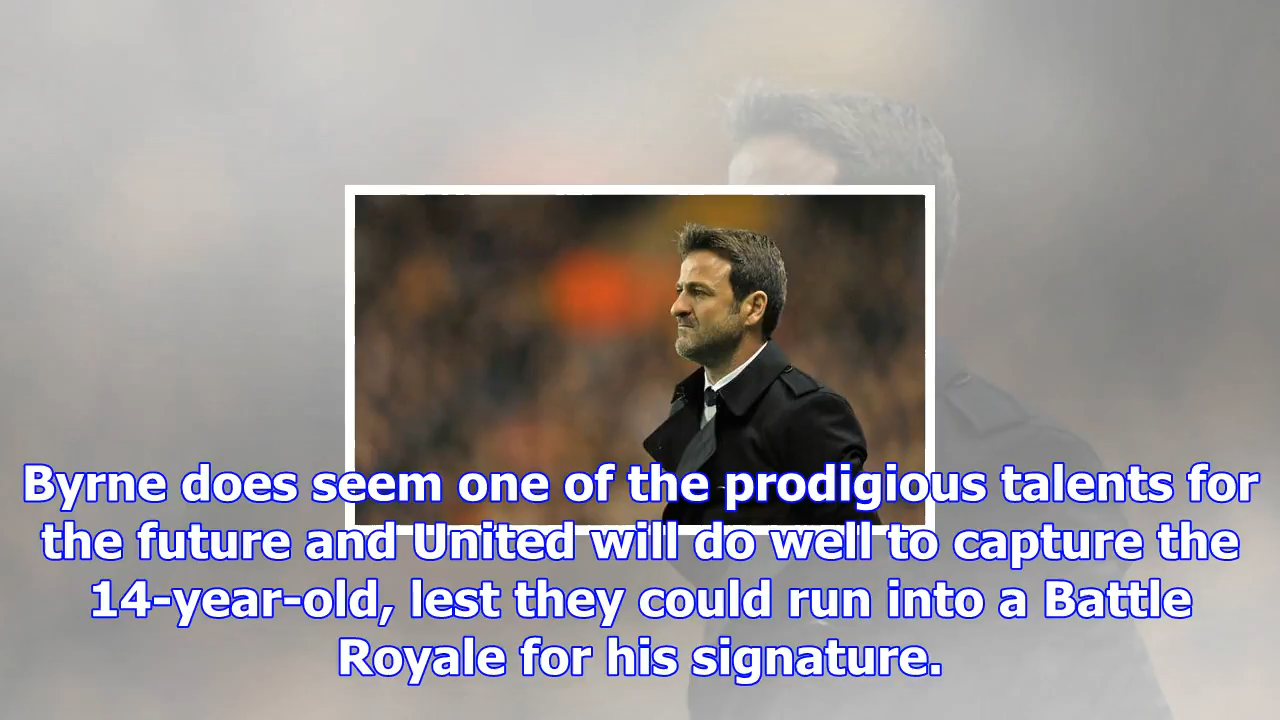 Byrne does seem one of the prodigious talents for
the future and United will do well to capture the
14-year-old, lest they could run into a Battle
Royale for his signature.